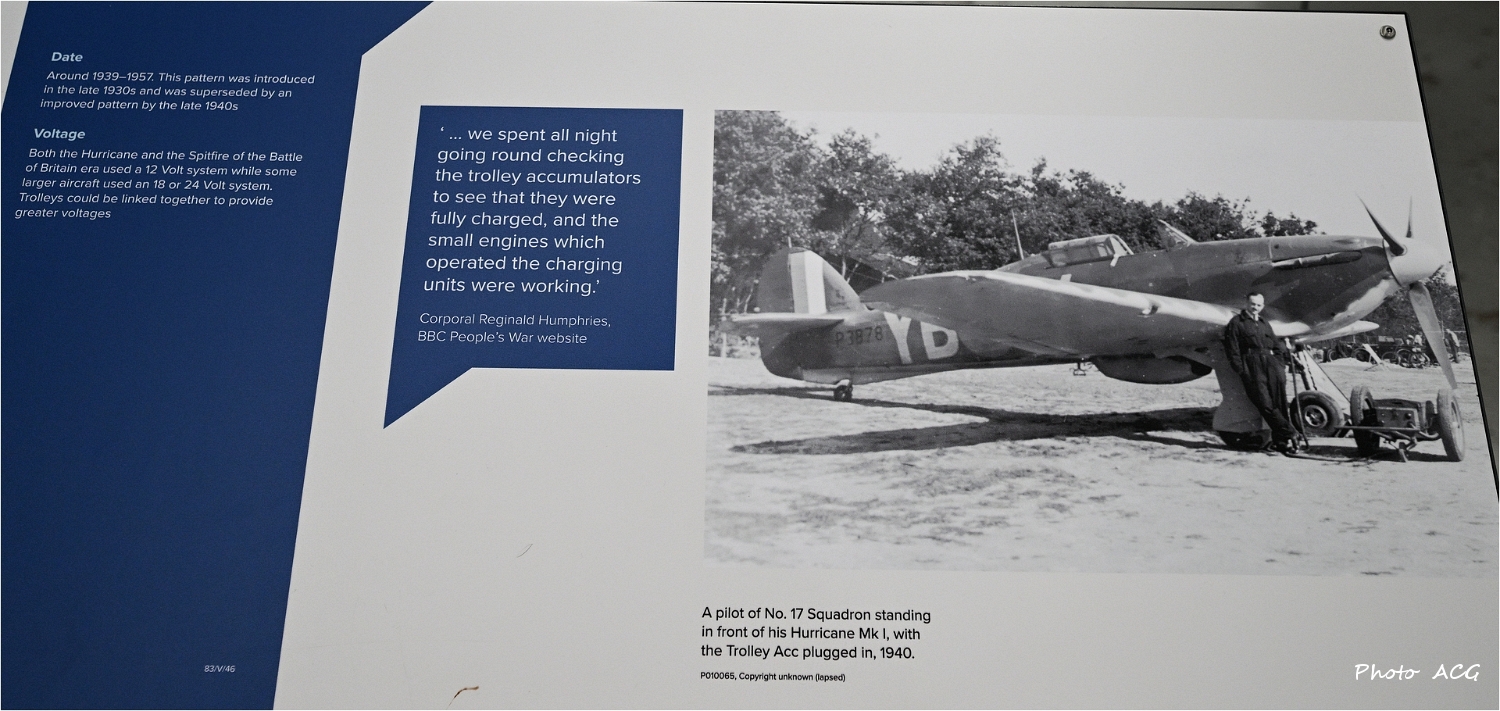 Date
Around 1939–1957. This pattern was introduced
in the late 1930s and was superseded by an
improved pattern by the late 1940s
Voltage
Both the Hurricane and the Spitfire of the Battle
of Britain era used a 12 Volt system while some
larger aircraft used an 18 or 24 Volt system.
Trolleys could be linked together to provide
greater voltages
83/V/46
‘ ... we spent all night
going round checking
the trolley accumulators
to see that they were
fully charged, and the
small engines which
operated the charging
units were working.’
Corporal Reginald Humphries,
BBC People's War website
P3878 YB
A pilot of No. 17 Squadron standing
in front of his Hurricane Mk I, with
the Trolley Acc plugged in, 1940.
P010065, Copyright unknown (lapsed)
Photo ACG